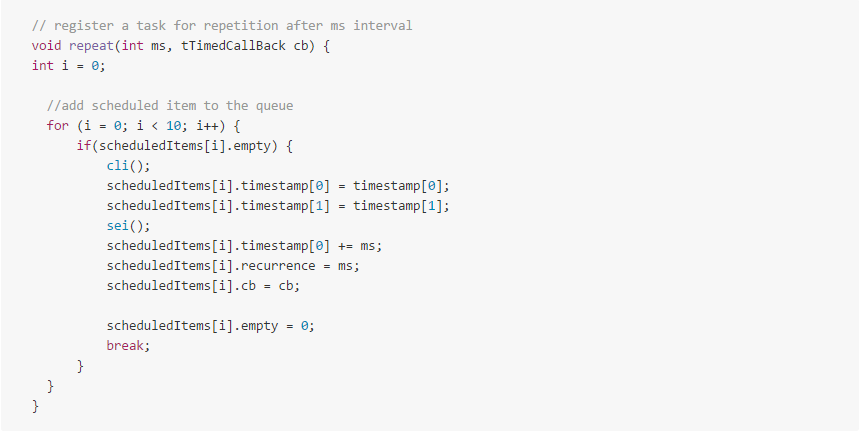 // register a task for repetition after ms interval
void repeat(int ms, tTimedCallBack cb) {
int i = 0;

  //add scheduled item to the queue
  for (i = 0; i < 10; i++) {
      if(scheduledItems[i].empty) {
          cli();
          scheduledItems[i].timestamp[0] = timestamp[0];
          scheduledItems[i].timestamp[1] = timestamp[1];
          sei();
          scheduledItems[i].timestamp[0] += ms;
          scheduledItems[i].recurrence = ms;
          scheduledItems[i].cb = cb;

          scheduledItems[i].empty = 0;
          break;
      }
  }
}